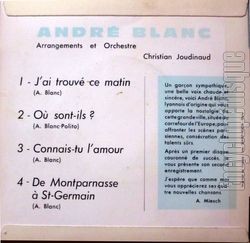 ANDRÉ BLANC
Arrangements et Orchestre
Christian Jaudinaud
1 - J'ai trouvé ce matin
(A. Blanc)
2 - Où sont-ils ?
(A. Blanc-Polito)
3 - Connais-tu l'amour
(A. Blanc)
4 - De Montparnasse
à St-Germain
(A. Blanc)
Un garçon sympathique,
une belle voix chaude et
sincère, voici André Blanc,
lyonnais d'origine qui vous
apporte la nostalgie de
cette grande ville, située au
carrefour de l'Europe, pour
affronter les scènes pari-
siennes, consécration des
talents sûrs
Après un premier disque
couronné de succès, je
vous présente son second
enregistrement
J'espère que comme moi
vous apprécierez ses qua-
tre nouvelles chansons.
A. Miesch